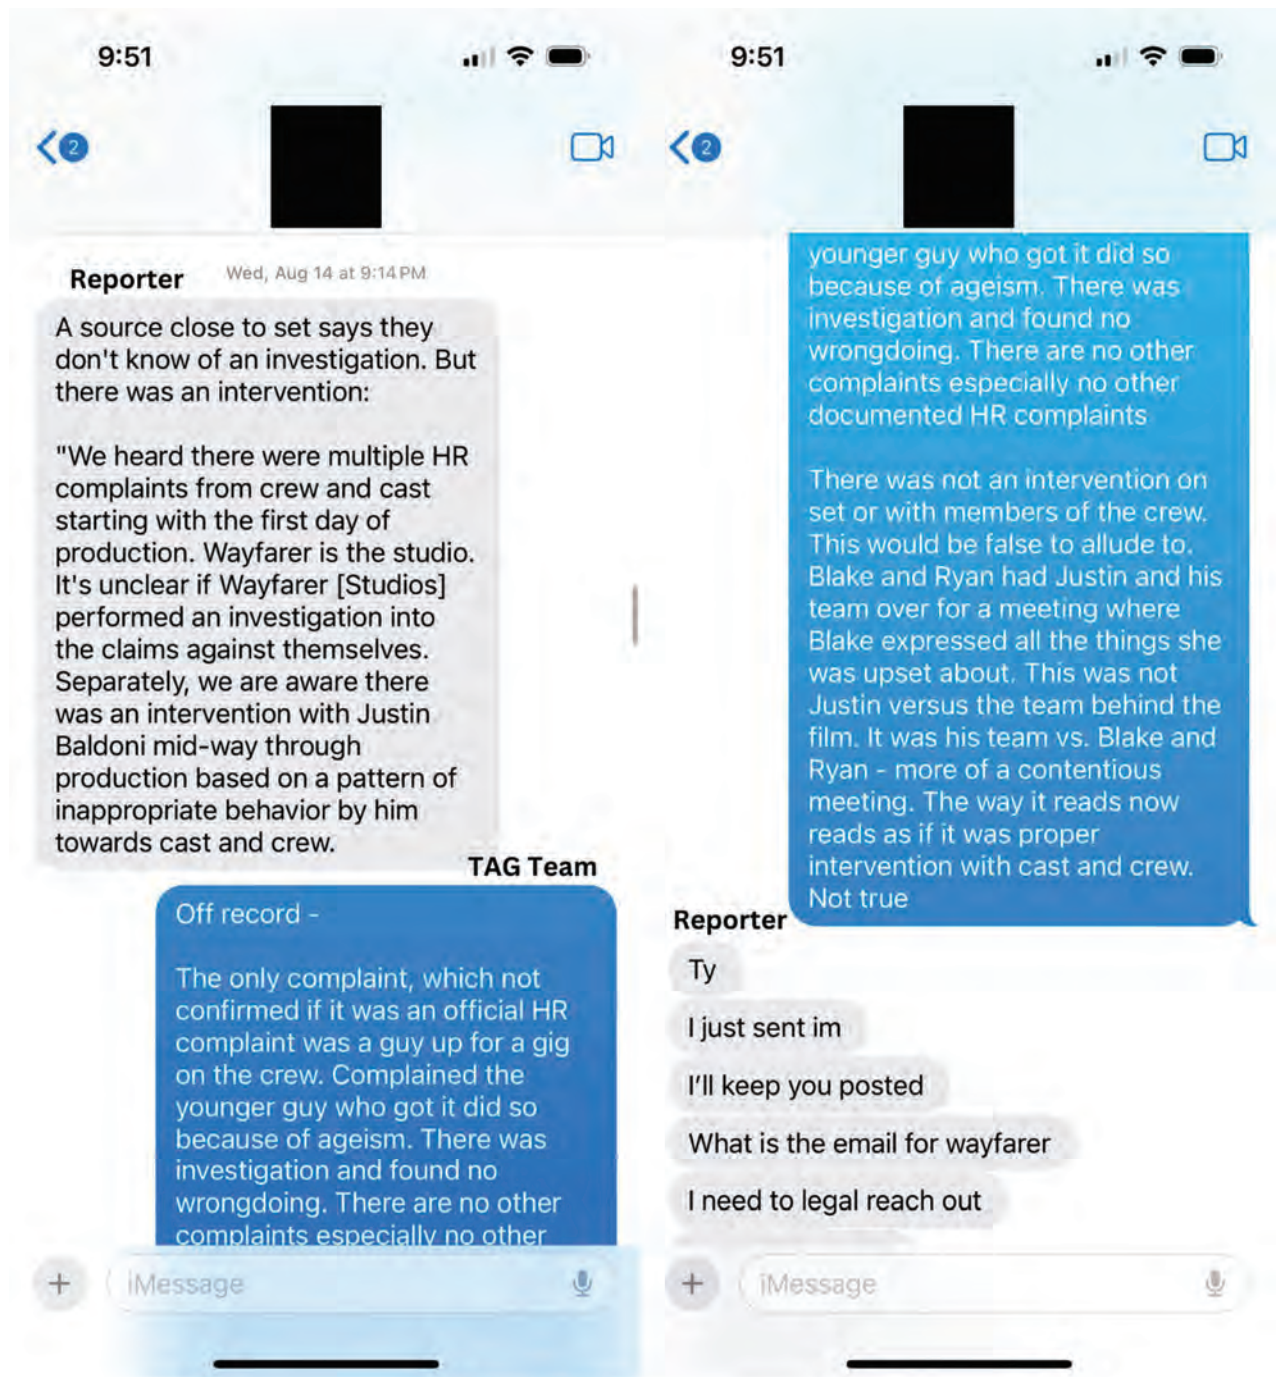 9:51
2
Reporter
Wed, Aug 14 at 9:14 PM
A source close to set says they
don't know of an investigation. But
there was an intervention:
"We heard there were multiple HR
complaints from crew and cast
starting with the first day of
production. Wayfarer is the studio.
It's unclear if Wayfarer [Studios]
performed an investigation into
the claims against themselves.
Separately, we are aware there
was an intervention with Justin
Baldoni mid-way through
production based on a pattern of
inappropriate behavior by him
towards cast and crew.
TAG Team
Off record -
The only complaint, which not
confirmed if it was an official HR
complaint was a guy up for a gig
on the crew. Complained the
younger guy who got it did so
because of ageism. There was
investigation and found no
wrongdoing. There are no other
complaints especially no other
iMessage
9:51
2
younger guy who got it did so
because of ageism. There was
investigation and found no
wrongdoing. There are no other
complaints especially no other
documented HR complaints
There was not an intervention on
set or with members of the crew.
This would be false to allude to.
Blake and Ryan had Justin and his
team over for a meeting where
Blake expressed all the things she
was upset about. This was not
Justin versus the team behind the
film. It was his team vs. Blake and
Ryan - more of a contentious
meeting. The way it reads now
reads as if it was proper
intervention with cast and crew.
Not true
Reporter
Ty
I just sent im
I'll keep you posted
What is the email for wayfarer
I need to legal reach out
iMessage